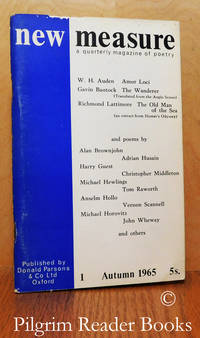 new measure
a quarterly magazine of poetry
W. H. Auden Amor Loci
Gavin Bantock The Wanderer
(Translated from the Anglo Saxon)
Richmond Lattimore The Old Man
of the Sea
(an extract from Homer's Odyssey)
and poems by
Alan Brownjohn
Adrian Husain
Harry Guest
Christopher Middleton
Michael Hewlings
Tom Raworth
Anselm Hollo
Vernon Scannell
Michael Horovitz
John Wheway
and others
Published by
Donald Parsons
& Co Ltd
Oxford
1 Autumn 1965 5s.
Pilgrim Reader Books